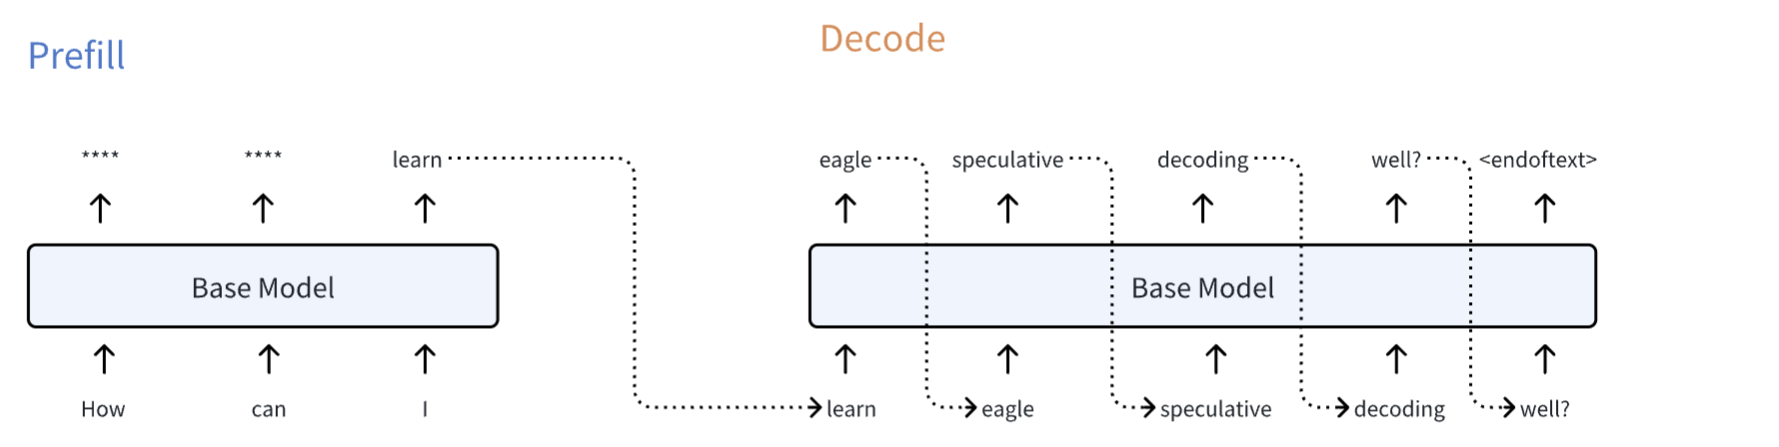 Prefill
Decode
**** **** learn
eagle speculative decoding well? <endoftext>
Base Model
Base Model
How can I
learn eagle speculative decoding well?